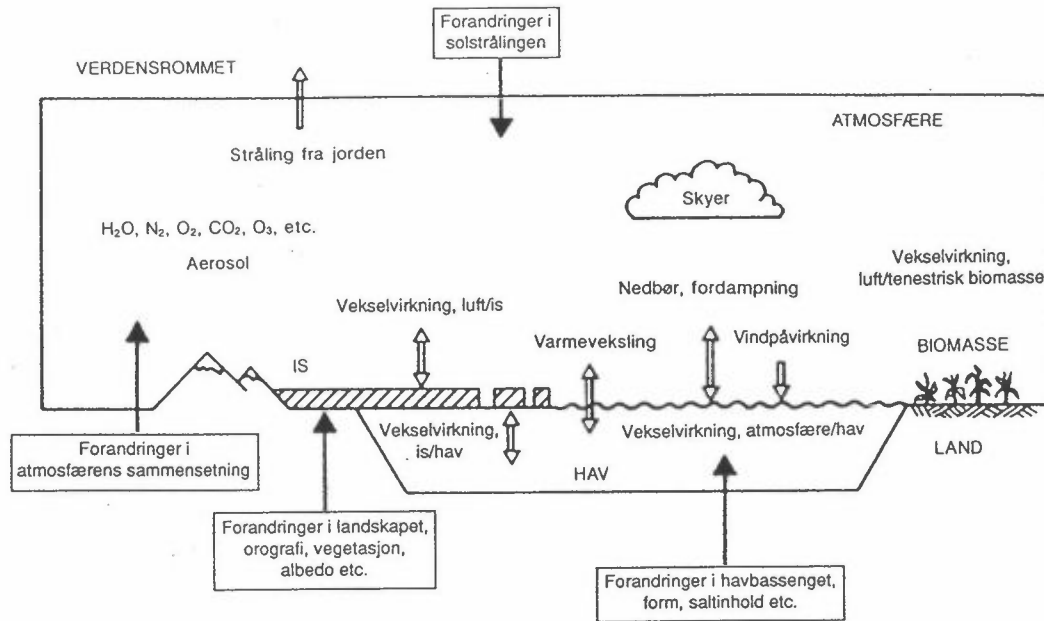 Forandringer i
solstrålingen
VERDENSROMMET
ATMOSFÆRE
Stråling fra jorden
Skyer
H₂O, N₂, O₂, CO₂, O₃, etc.
Aerosol
Vekselvirkning,
luft/tenestrisk biomasse
Nedbør, fordampning
Vekselvirkning, luft/is
Varmeveksling
Vindpåvirkning
BIOMASSE
IS
Vekselvirkning,
is/hav
Vekselvirkning, atmosfære/hav
LAND
HAV
Forandringer i
atmosfærens sammensetning
Forandringer i landskapet,
orografi, vegetasjon,
albedo etc.
Forandringer i havbassenget,
form, saltinhold etc.